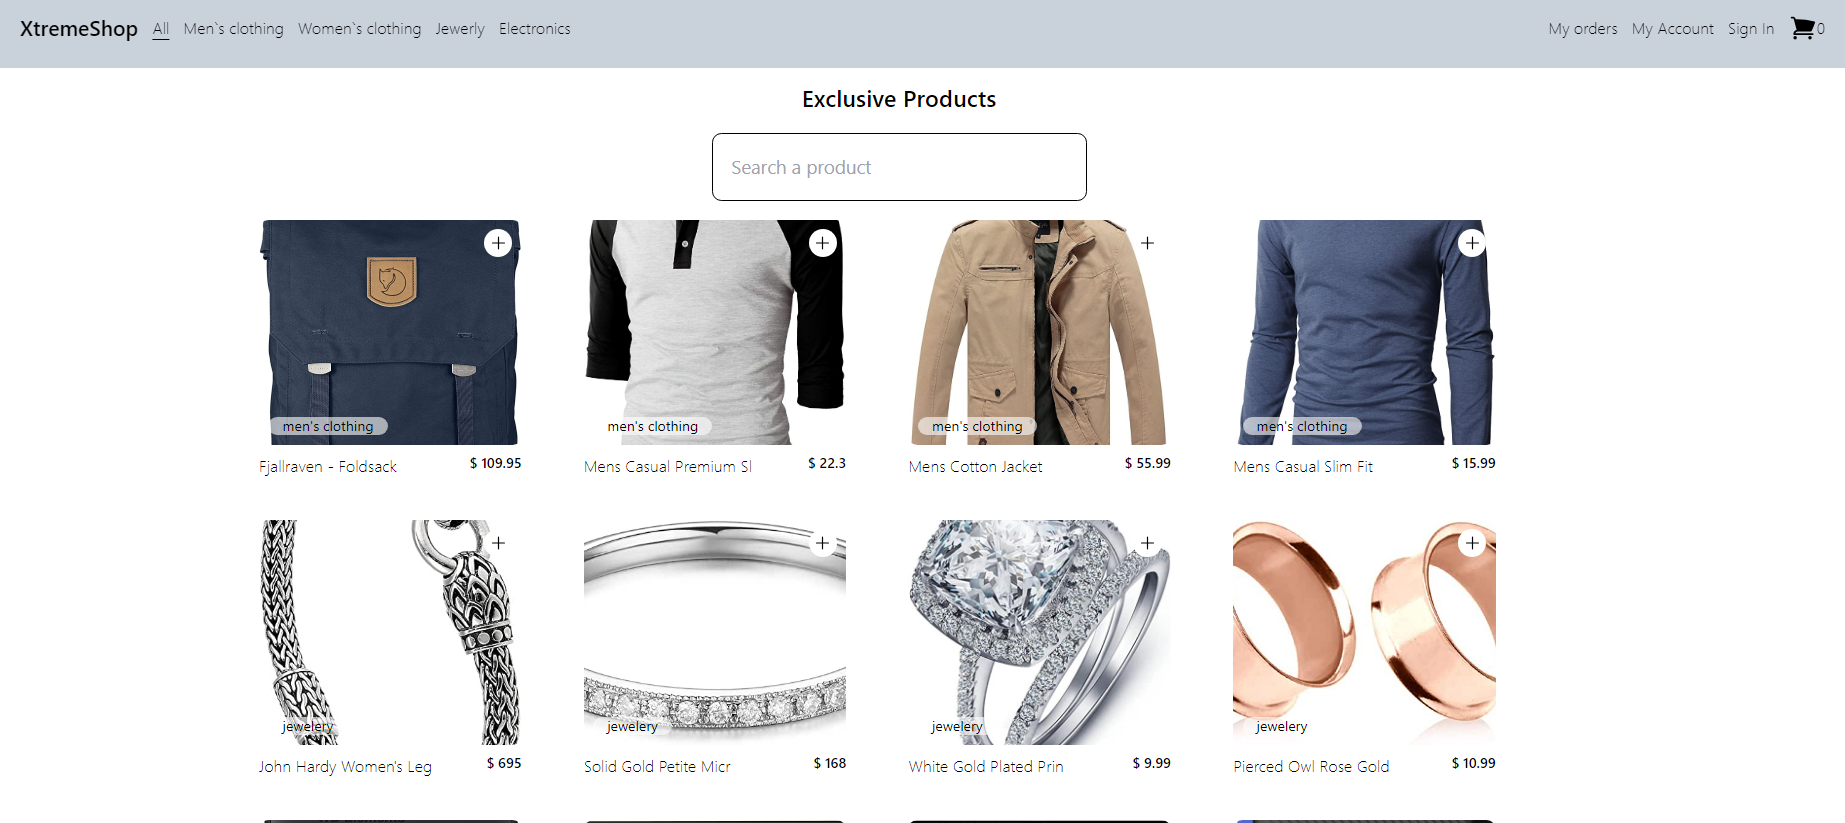 XtremeShop All Men`s clothing Women`s clothing Jewerly Electronics My orders My Account Sign In 0
Exclusive Products
Search a product
men's clothing men's clothing men's clothing men's clothing
Fjallraven - Foldsack $ 109.95 Mens Casual Premium Sl $ 22.3 Mens Cotton Jacket $ 55.99 Mens Casual Slim Fit $ 15.99
jewelery jewelery jewelery jewelery
John Hardy Women's Leg $ 695 Solid Gold Petite Micr $ 168 White Gold Plated Prin $ 9.99 Pierced Owl Rose Gold $ 10.99